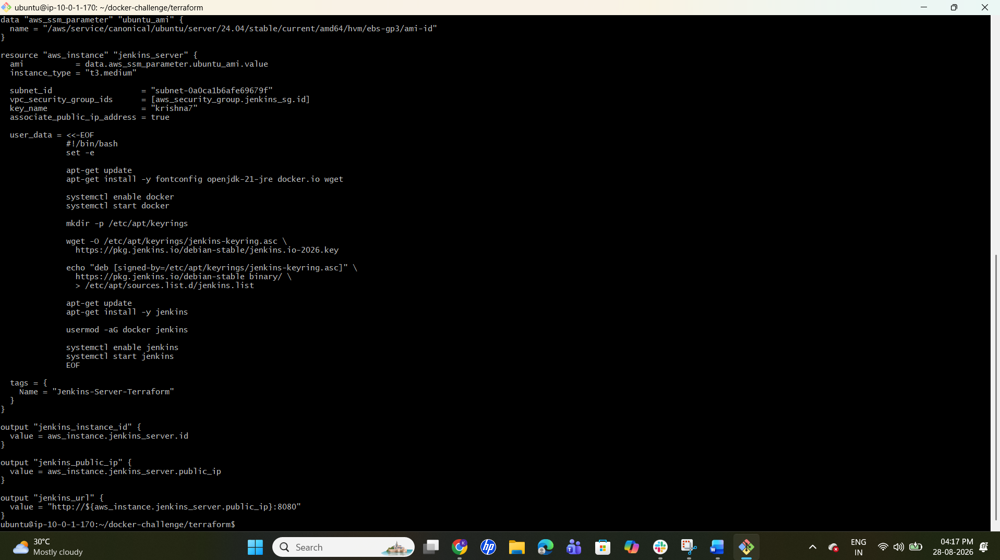 ubuntu@ip-10-0-1-170: ~/docker-challenge/terraform
data "aws_ssm_parameter" "ubuntu_ami" {
  name = "/aws/service/canonical/ubuntu/server/24.04/stable/current/amd64/hvm/ebs-gp3/ami-id"
}

resource "aws_instance" "jenkins_server" {
  ami           = data.aws_ssm_parameter.ubuntu_ami.value
  instance_type = "t3.medium"

  subnet_id                   = "subnet-0a0ca1b6afe69679f"
  vpc_security_group_ids      = [aws_security_group.jenkins_sg.id]
  key_name                    = "krishna7"
  associate_public_ip_address = true

  user_data = <<-EOF
              #!/bin/bash
              set -e

              apt-get update
              apt-get install -y fontconfig openjdk-21-jre docker.io wget

              systemctl enable docker
              systemctl start docker

              mkdir -p /etc/apt/keyrings

              wget -O /etc/apt/keyrings/jenkins-keyring.asc \
                https://pkg.jenkins.io/debian-stable/jenkins.io-2026.key

              echo "deb [signed-by=/etc/apt/keyrings/jenkins-keyring.asc]" \
                https://pkg.jenkins.io/debian-stable binary/ \
                > /etc/apt/sources.list.d/jenkins.list

              apt-get update
              apt-get install -y jenkins

              usermod -aG docker jenkins

              systemctl enable jenkins
              systemctl start jenkins
              EOF

  tags = {
    Name = "Jenkins-Server-Terraform"
  }
}

output "jenkins_instance_id" {
  value = aws_instance.jenkins_server.id
}

output "jenkins_public_ip" {
  value = aws_instance.jenkins_server.public_ip
}

output "jenkins_url" {
  value = "http://${aws_instance.jenkins_server.public_ip}:8080"
}
ubuntu@ip-10-0-1-170:~/docker-challenge/terraform$
30°C
Mostly cloudy
Search
K
hp
T
W
ENG
IN
04:17 PM
28-08-2026